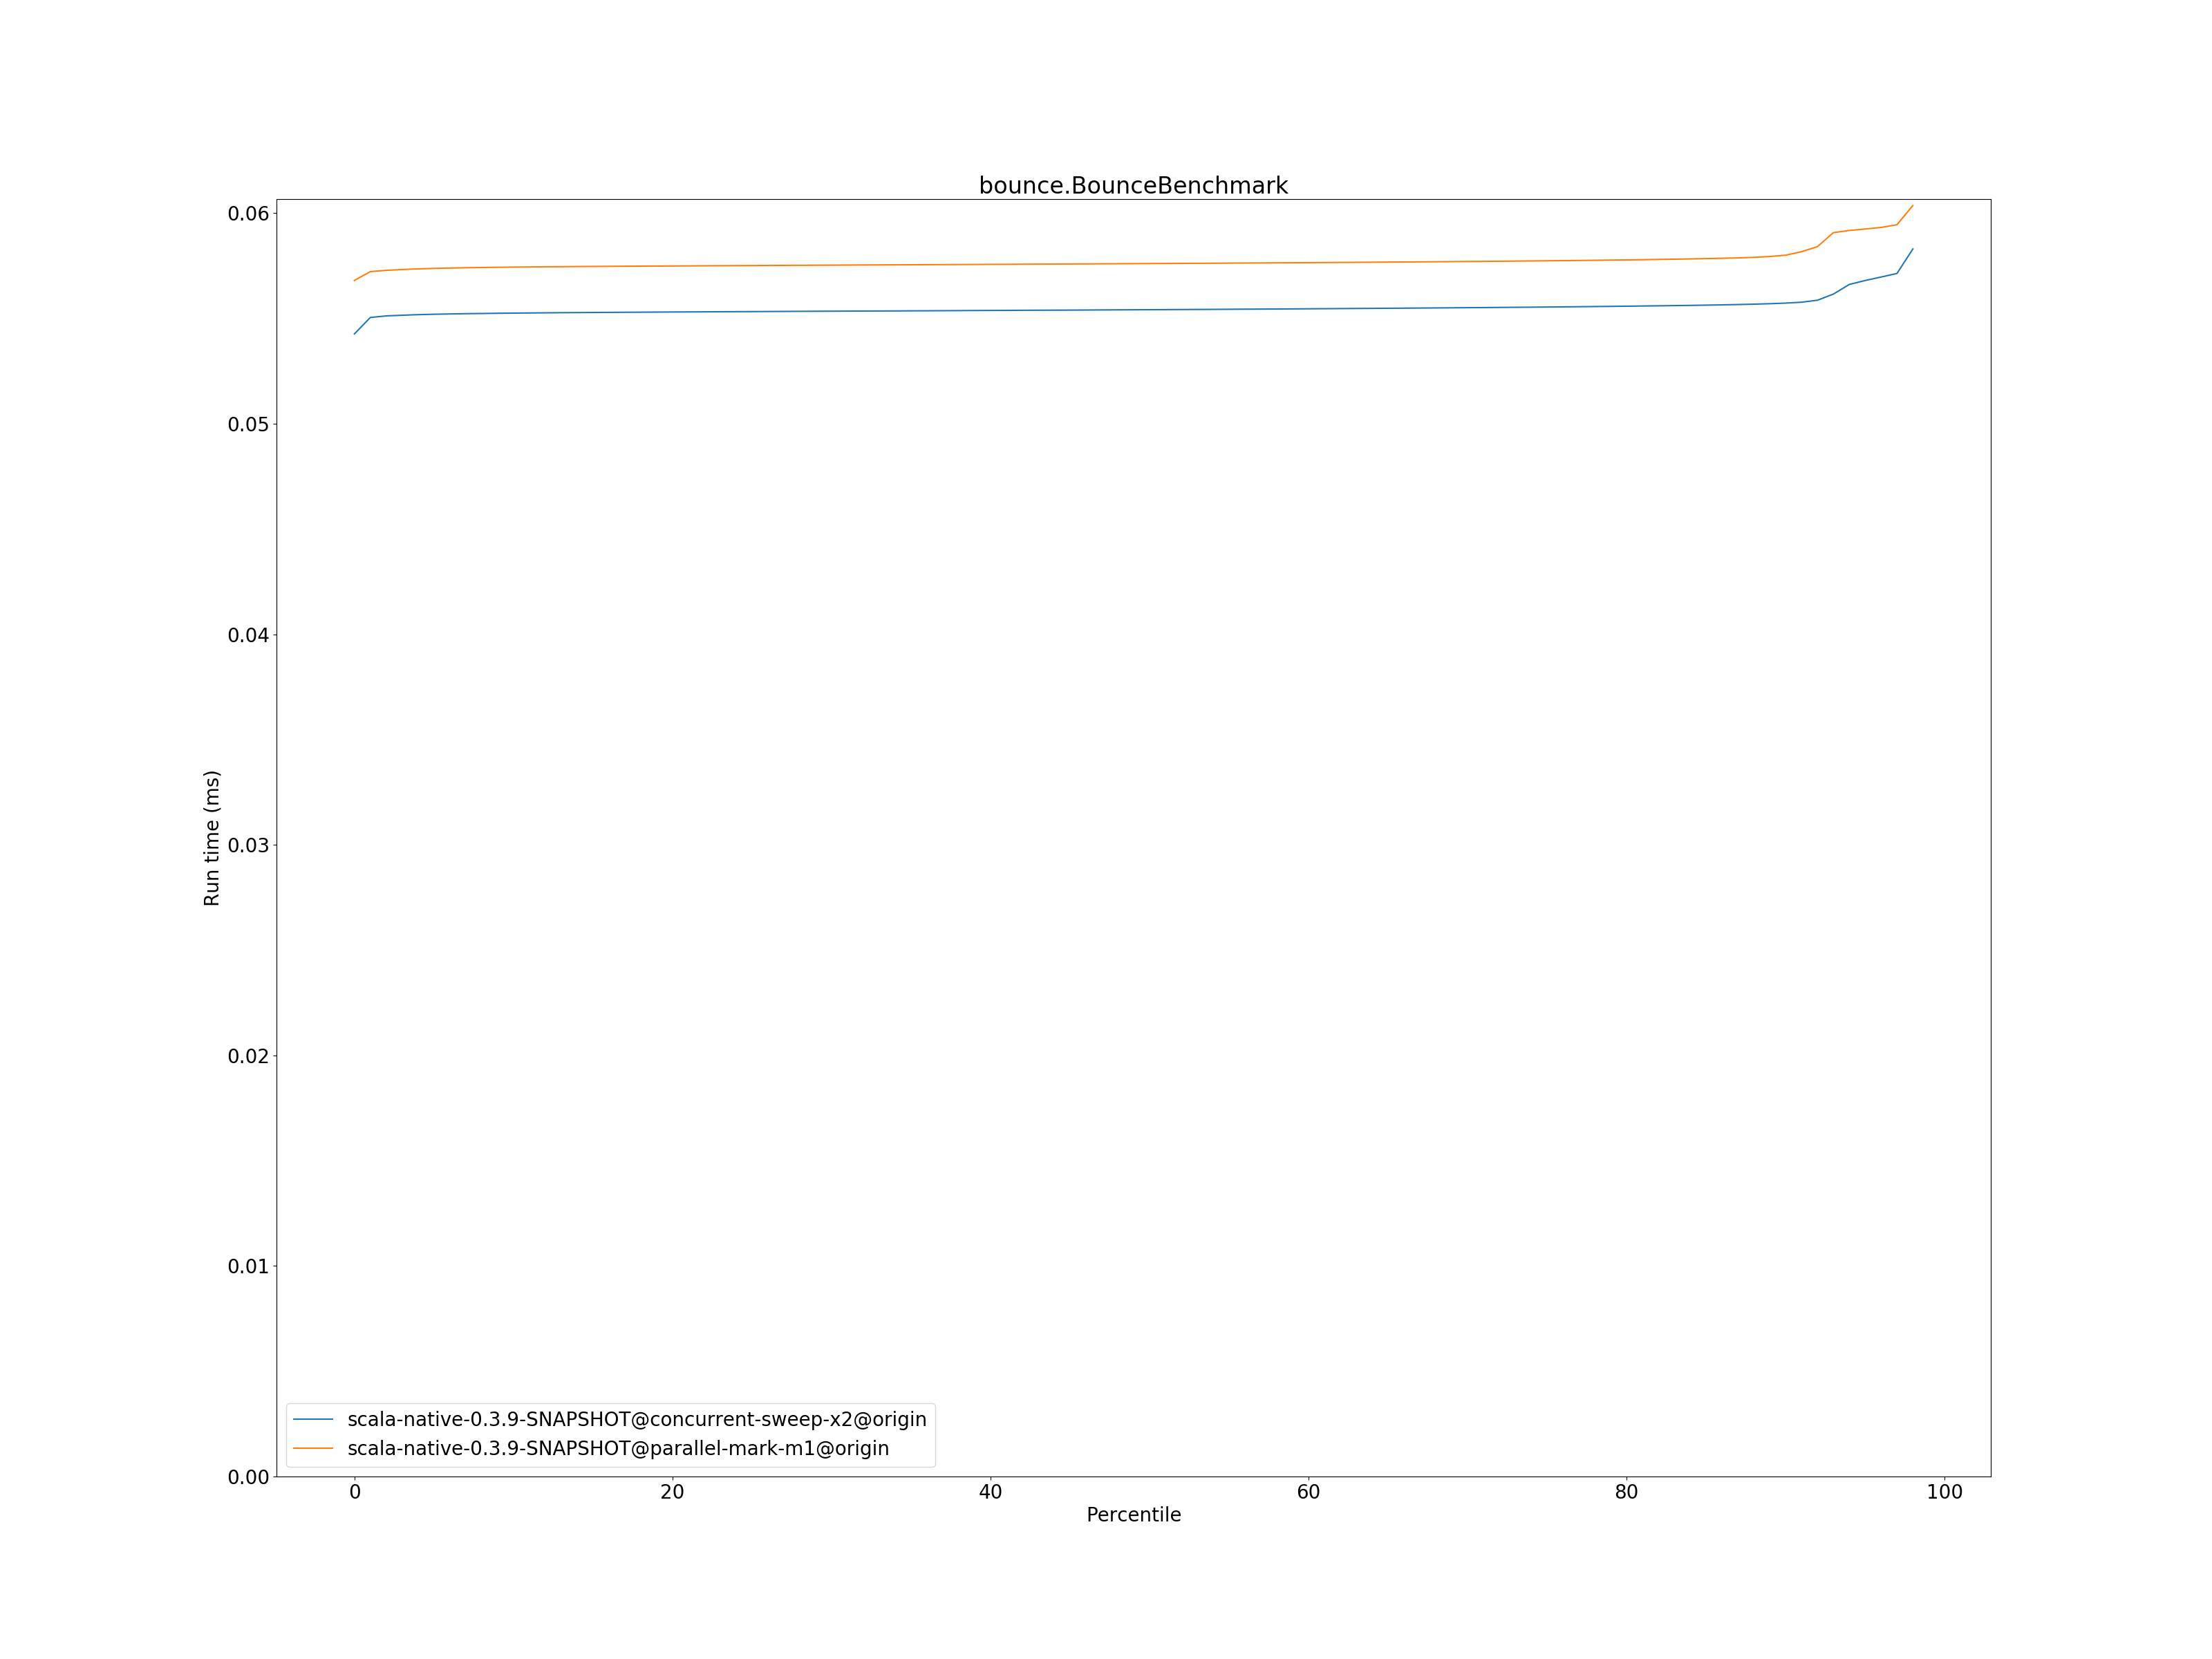 bounce.BounceBenchmark
0.06
0.05
0.04
0.03
0.02
0.01
0.00
Run time (ms)
scala-native-0.3.9-SNAPSHOT@concurrent-sweep-x2@origin
scala-native-0.3.9-SNAPSHOT@parallel-mark-m1@origin
0 20 40 60 80 100
Percentile